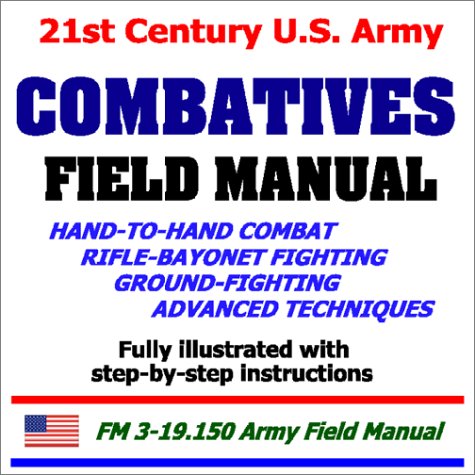 21st Century U.S. Army
COMBATIVES
FIELD MANUAL
HAND-TO-HAND COMBAT
RIFLE-BAYONET FIGHTING
GROUND-FIGHTING
ADVANCED TECHNIQUES
Fully illustrated with
step-by-step instructions
FM 3-19.150 Army Field Manual